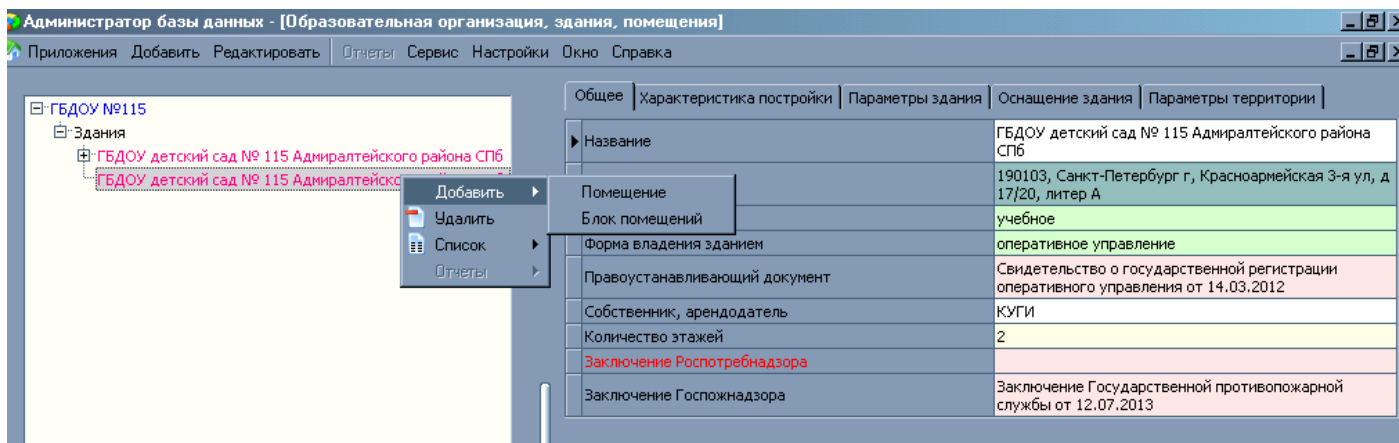 Администратор базы данных - [Образовательная организация, здания, помещения]
Приложения Добавить Редактировать Отчеты Сервис Настройки Окно Справка
ГБДОУ №115
Здания
ГБДОУ детский сад № 115 Адмиралтейского района СПб
ГБДОУ детский сад № 115 Адмиралтейско
Добавить
Удалить
Список
Отчеты
Помещение
Блок помещений
Общее Характеристика постройки Параметры здания Оснащение здания Параметры территории
Название
ГБДОУ детский сад № 115 Адмиралтейского района
СПб
190103, Санкт-Петербург г, Красноармейская 3-я ул, д
17/20, литер А
учебное
Форма владения зданием
оперативное управление
Правоустанавливающий документ
Свидетельство о государственной регистрации
оперативного управления от 14.03.2012
Собственник, арендодатель
КУГИ
Количество этажей
2
Заключение Роспотребнадзора
Заключение Госпожнадзора
Заключение Государственной противопожарной
службы от 12.07.2013